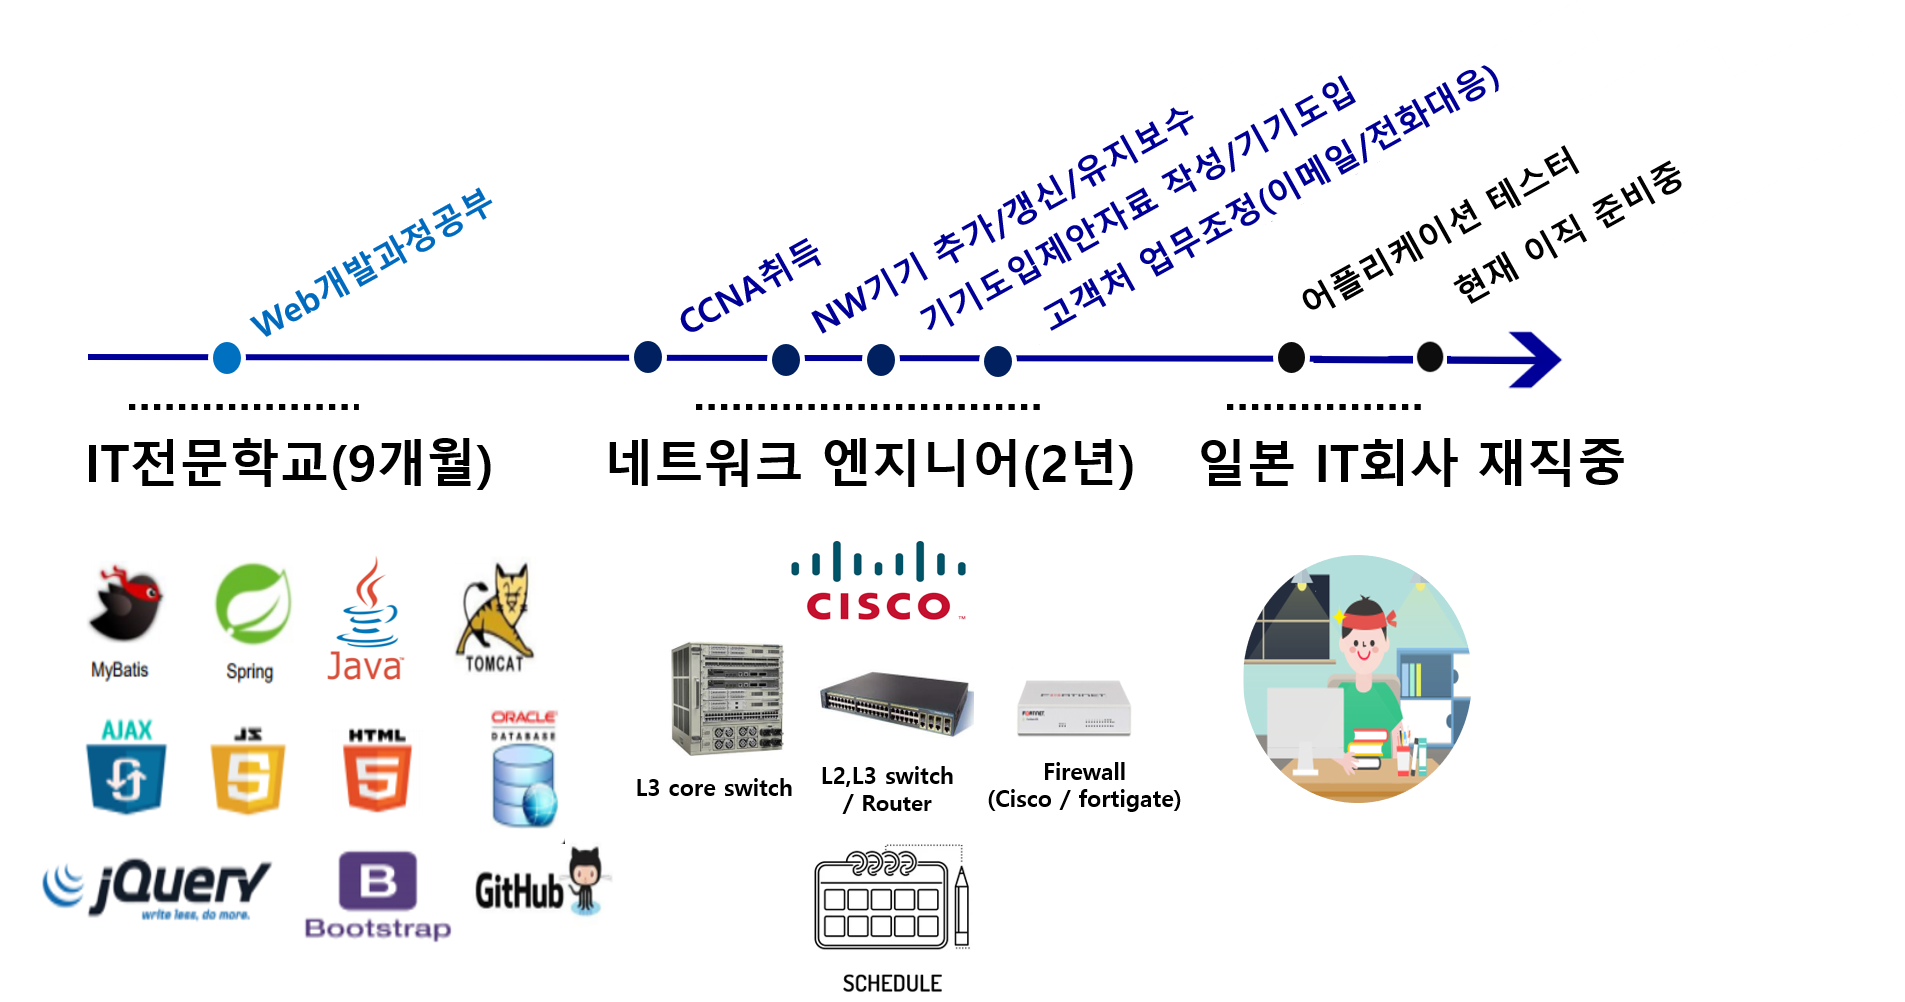 Web개발과정공부
CCNA취득
NW기기 추가/갱신/유지보수
기기도입제안자료 작성/기기도입
고객처 업무조정(이메일/전화대응)
어플리케이션 테스터
현재 이직 준비중
IT전문학교(9개월)
네트워크 엔지니어(2년)
일본 IT회사 재직중
MyBatis
Spring
Java™
TOMCAT
AJAX
JS
HTML
5
ORACLE
DATABASE
jQuery
write less, do more.
B
Bootstrap
GitHub
CISCO™
L3 core switch
L2,L3 switch
/ Router
FORTINET
FORTINET
Firewall
(Cisco / fortigate)
SCHEDULE